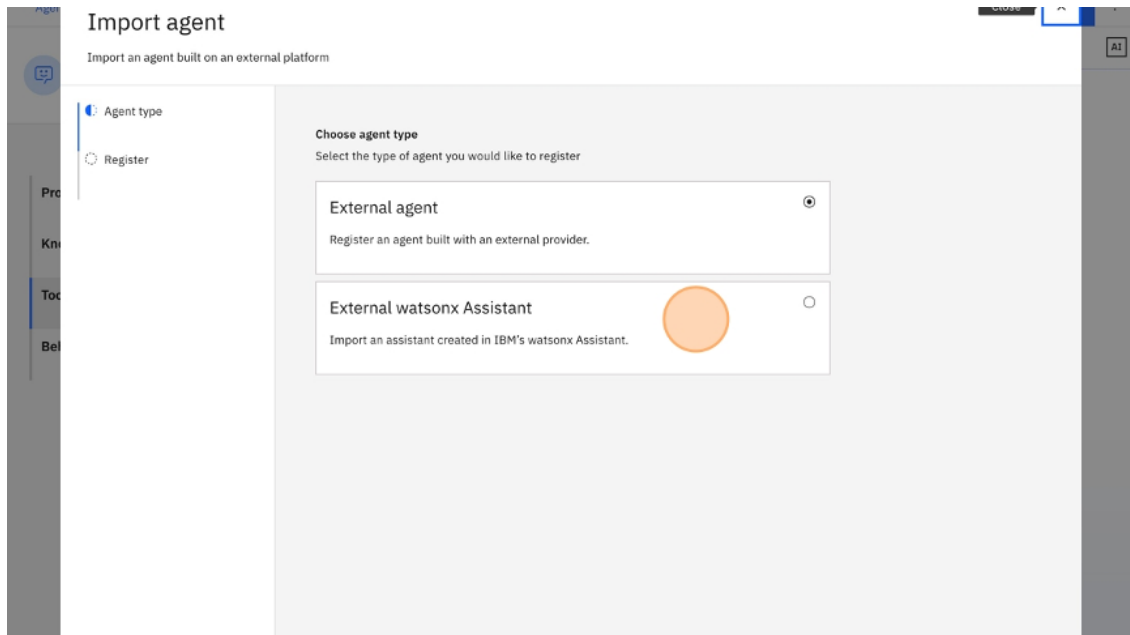 Import agent
Close
Import an agent built on an external platform
AI
Agent type
Register
Choose agent type
Select the type of agent you would like to register
External agent
Register an agent built with an external provider.
External watsonx Assistant
Import an assistant created in IBM's watsonx Assistant.